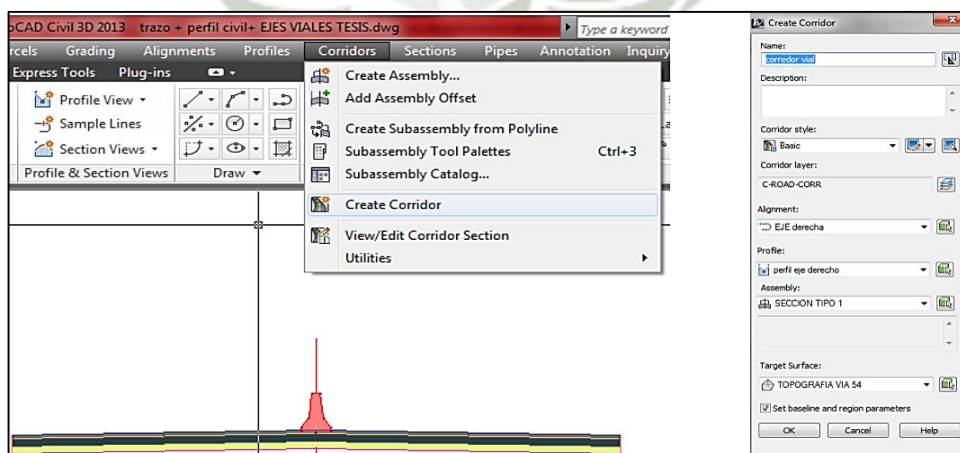 oCAD Civil 3D 2013 trazo + perfil civil+ EJES VIALES TESIS.dwg
Type a keyword
rcels Grading Alignments Profiles Corridors Sections Pipes Annotation Inquiry
Express Tools Plug-ins
Profile View
Sample Lines
Section Views
Profile & Section Views Draw
Create Assembly...
Add Assembly Offset
Create Subassembly from Polyline
Subassembly Tool Palettes Ctrl+3
Subassembly Catalog...
Create Corridor
View/Edit Corridor Section
Utilities
Create Corridor
Name:
corredor vial
Description:
Corridor style:
Basic
Corridor layer:
C-ROAD-CORR
Alignment:
EJE derecha
Profile:
perfil eje derecho
Assembly:
SECCION TIPO 1
Target Surface:
TOPOGRAFIA VIA 54
Set baseline and region parameters
OK Cancel Help